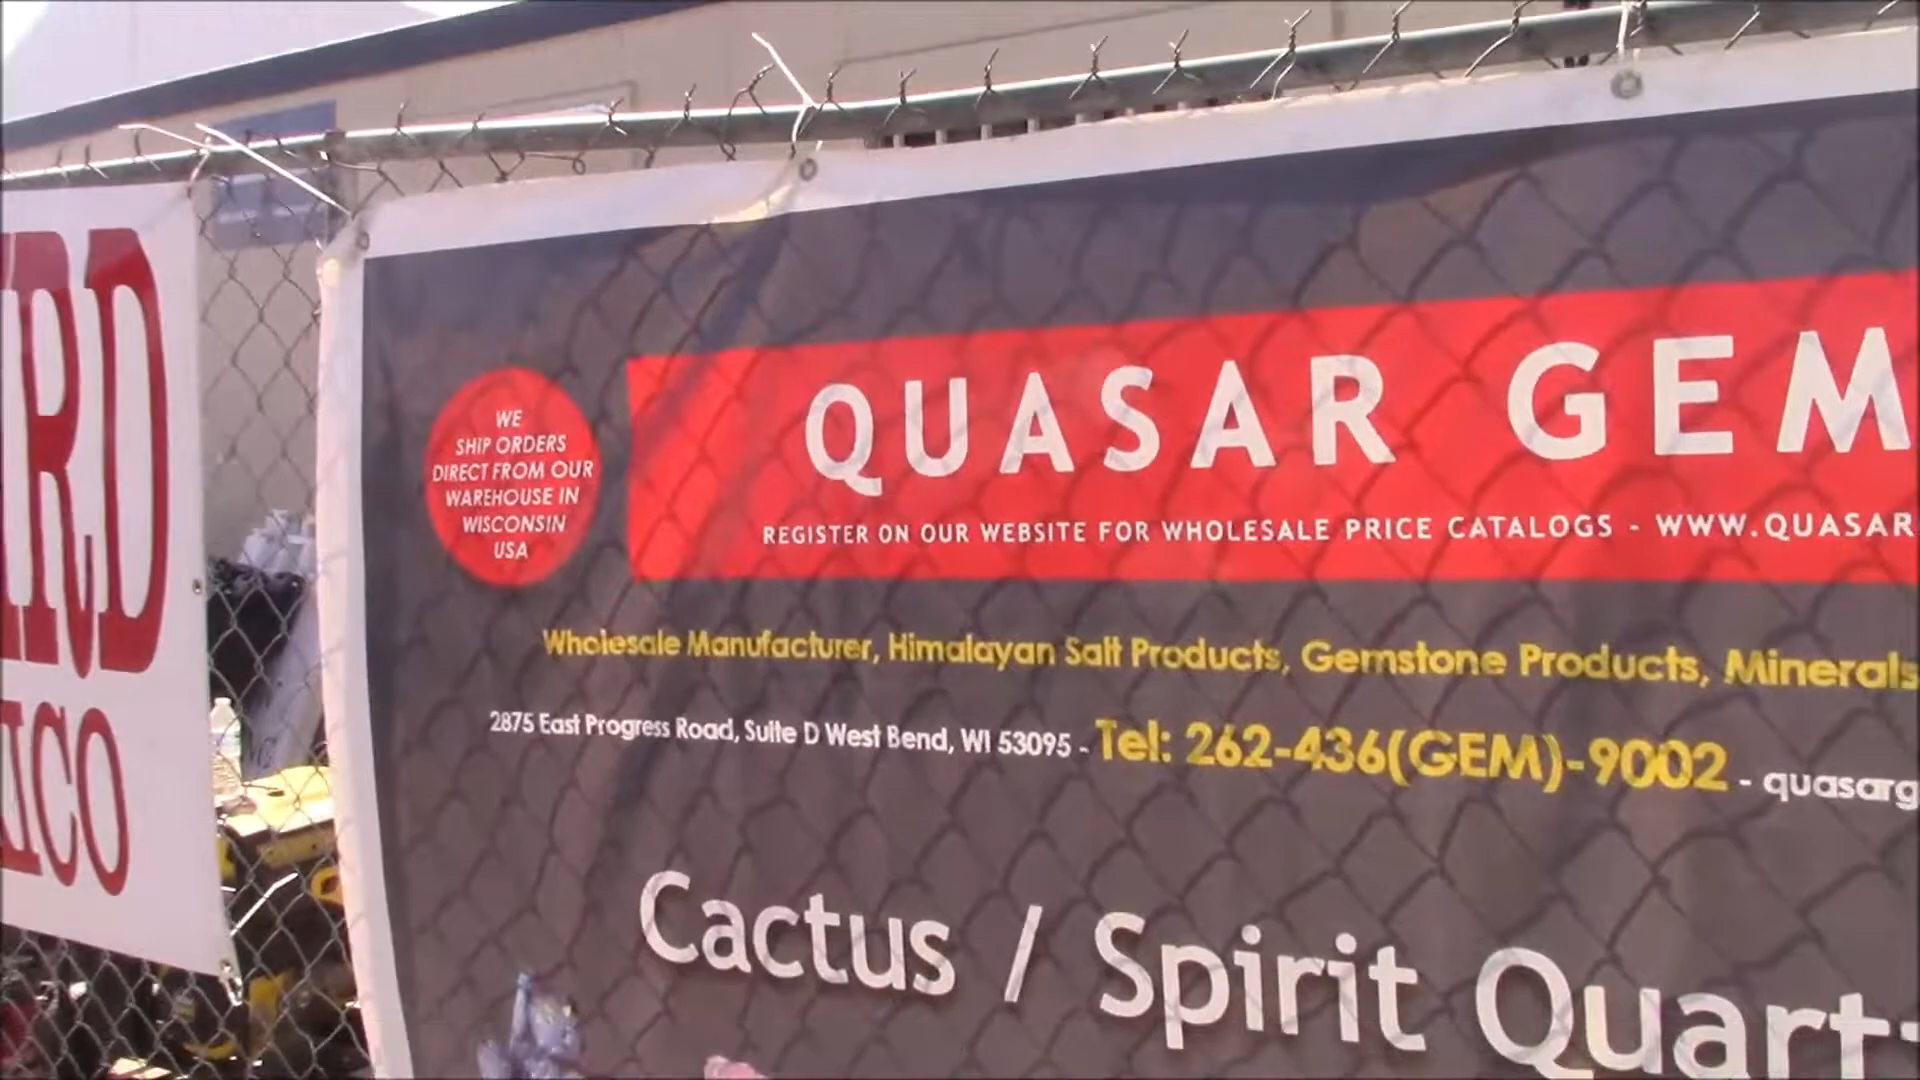 RD
ICO
WE
SHIP ORDERS
DIRECT FROM OUR
WAREHOUSE IN
WISCONSIN
USA
QUASAR GEM
REGISTER ON OUR WEBSITE FOR WHOLESALE PRICE CATALOGS - WWW.QUASAR
Wholesale Manufacturer, Himalayan Salt Products, Gemstone Products, Minerals
2875 East Progress Road, Suite D West Bend, WI 53095 - Tel: 262-436(GEM)-9002 - quasarg
Cactus / Spirit Quart